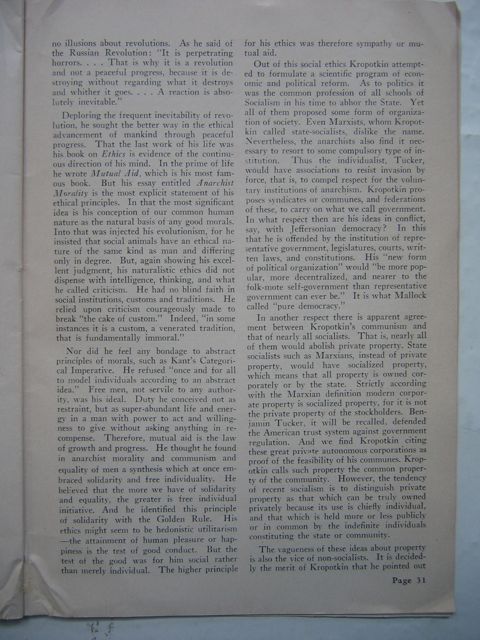 no illusions about revolutions. As he said of
the Russian Revolution: "It is perpetrating
horrors. . . . That is why it is a revolution
and not a peaceful progress, because it is de-
stroying without regarding what it destroys
and whither it goes. . . . A reaction is abso-
lutely inevitable."
Deploring the frequent inevitability of revo-
lution, he sought the better way in the ethical
advancement of mankind through peaceful
progress. That the last work of his life was
his book on Ethics is evidence of the continu-
ous direction of his mind. In the prime of life
he wrote Mutual Aid, which is his most fam-
ous book. But his essay entitled Anarchist
Morality is the most explicit statement of his
ethical principles. In that the most significant
idea is his conception of our common human
nature as the natural basis of any good morals.
Into that was injected his evolutionism, for he
insisted that social animals have an ethical na-
ture of the same kind as man and differing
only in degree. But, again showing his excel-
lent judgment, his naturalistic ethics did not
dispense with intelligence, thinking, and what
he called criticism. He had no blind faith in
social institutions, customs and traditions. He
relied upon criticism courageously made to
break "the cake of custom." Indeed, "in some
instances it is a custom, a venerated tradition,
that is fundamentally immoral."
Nor did he feel any bondage to abstract
principles of morals, such as Kant's Categori-
cal Imperative. He refused "once and for all
to model individuals according to an abstract
idea." Free men, not servile to any author-
ity, was his ideal. Duty he conceived not as
restraint, but as super-abundant life and ener-
gy in a man with power to act and willing-
ness to give without asking anything in re-
compense. Therefore, mutual aid is the law
of growth and progress. He thought he found
in anarchist morality and communism and
equality of men a synthesis which at once em-
braced solidarity and free individuality. He
believed that the more we have of solidarity
and equality, the greater is free individual
initiative. And he identified this principle
of solidarity with the Golden Rule. His
ethics might seem to be hedonistic utilitarism
—the attainment of human pleasure or hap-
piness is the test of good conduct. But the
test of the good was for him social rather
than merely individual. The higher principle
for his ethics was therefore sympathy or mu-
tual aid.
Out of this social ethics Kropotkin attempt-
ed to formulate a scientific program of econ-
omic and political reform. As to politics it
was the common profession of all schools of
Socialism in his time to abhor the State. Yet
all of them proposed some form of organiza-
tion of society. Even Marxists, whom Kropot-
kin called state-socialists, dislike the name.
Nevertheless, the anarchists also find it nec-
essary to resort to some compulsory type of in-
stitution. Thus the individualist, Tucker,
would have associations to resist invasion by
force, that is, to compel respect for the volun-
tary institutions of anarchism. Kropotkin pro-
poses syndicates or communes, and federations
of these, to carry on what we call government.
In what respect then are his ideas in conflict,
say, with Jeffersonian democracy? In this
that he is offended by the institution of repre-
sentative government, legislatures, courts, writ-
ten laws, and constitutions. His "new form
of political organization" would "be more pop-
ular, more decentralized, and nearer to the
folk-mote self-government than representative
government can ever be." It is what Mallock
called "pure democracy."
In another respect there is apparent agree-
ment between Kropotkin's communism and
that of nearly all socialists. That is, nearly all
of them would abolish private property. State
socialists such as Marxians, instead of private
property, would have socialized property,
which means that all property is owned cor-
porately or by the state. Strictly according
with the Marxian definition modern corpor-
ate property is socialized property, for it is not
the private property of the stockholders. Ben-
jamin Tucker, it will be recalled, defended
the American trust system against government
regulation. And we find Kropotkin citing
these great private autonomous corporations as
proof of the feasibility of his communes. Krop-
otkin calls such property the common proper-
ty of the community. However, the tendency
of recent socialism is to distinguish private
property as that which can be truly owned
privately because its use is chiefly individual,
and that which is held more or less publicly
or in common by the indefinite individuals
constituting the state or community.
The vagueness of these ideas about property
is also the vice of non-socialists. It is decided-
ly the merit of Kropotkin that he pointed out
Page 31